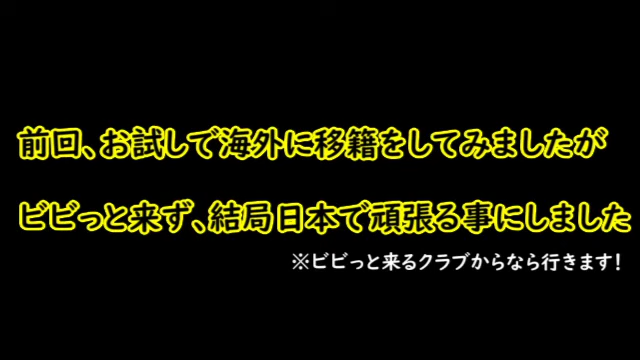 前回、お試しで海外に移籍をしてみましたが
ビビっと来ず、結局日本で頑張る事にしました
※ビビっと来るクラブからなら行きます!